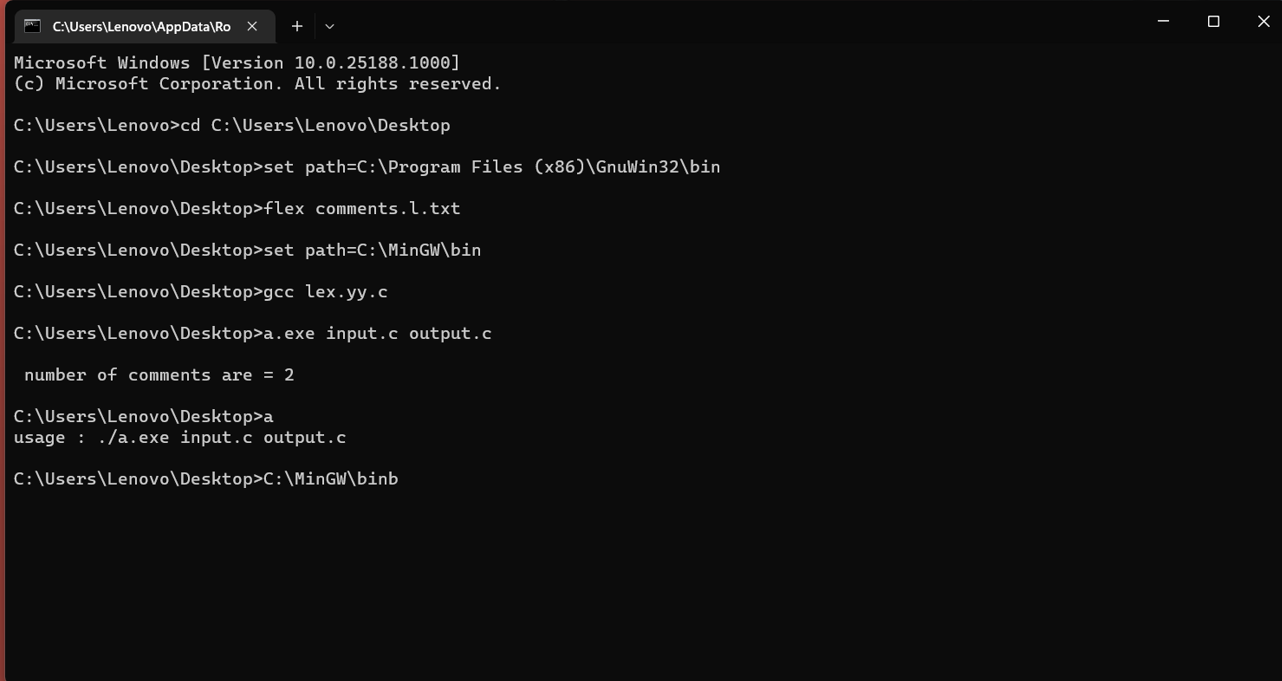 C:\Users\Lenovo\AppData\Ro
Microsoft Windows [Version 10.0.25188.1000]
(c) Microsoft Corporation. All rights reserved.
C:\Users\Lenovo>cd C:\Users\Lenovo\Desktop
C:\Users\Lenovo\Desktop>set path=C:\Program Files (x86)\GnuWin32\bin
C:\Users\Lenovo\Desktop>flex comments.l.txt
C:\Users\Lenovo\Desktop>set path=C:\MinGW\bin
C:\Users\Lenovo\Desktop>gcc lex.yy.c
C:\Users\Lenovo\Desktop>a.exe input.c output.c
number of comments are = 2
C:\Users\Lenovo\Desktop>a
usage : ./a.exe input.c output.c
C:\Users\Lenovo\Desktop>C:\MinGW\binb